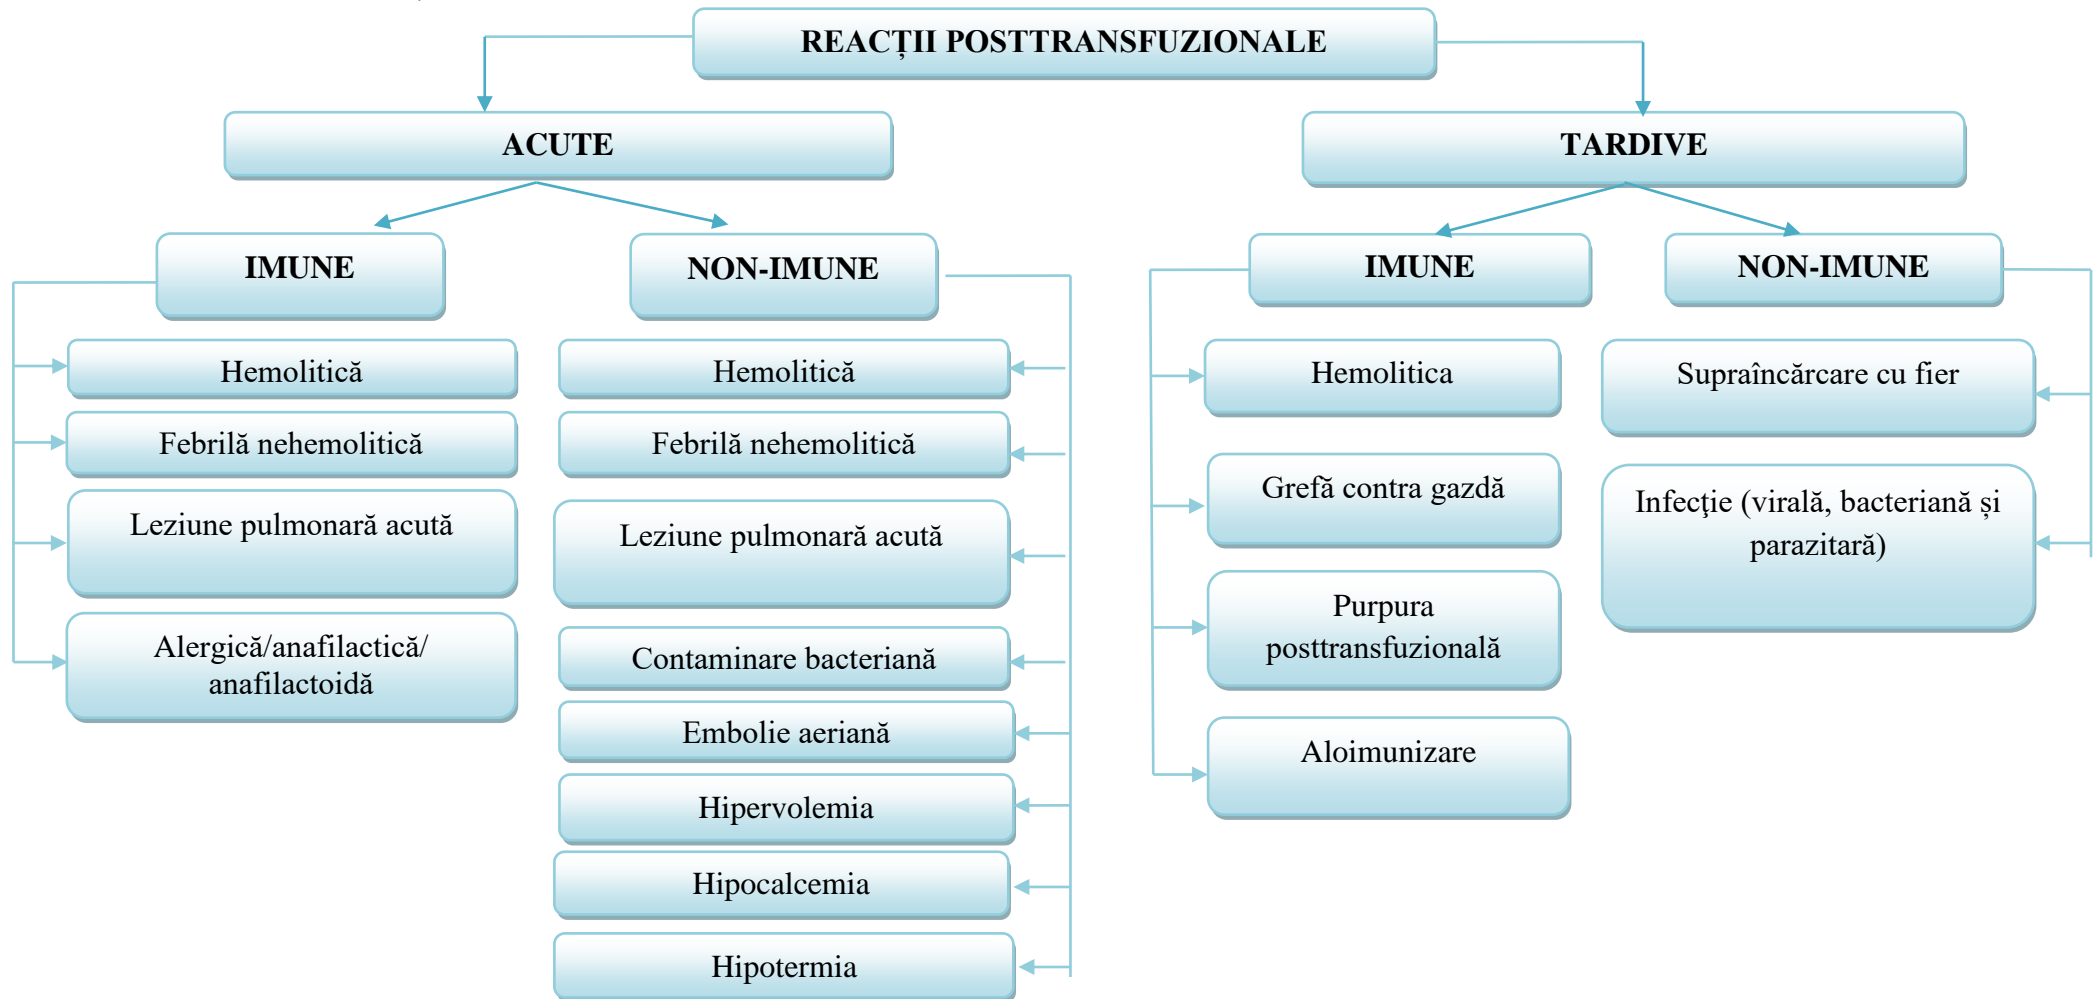 REACȚII POSTTRANSFUZIONALE
ACUTE
TARDIVE
IMUNE
NON-IMUNE
IMUNE
NON-IMUNE
Hemolitică
Febrilă nehemolitică
Leziune pulmonară acută
Alergică/anafilactică/
anafilactoidă
Hemolitică
Febrilă nehemolitică
Leziune pulmonară acută
Contaminare bacteriană
Embolie aeriană
Hipervolemia
Hipocalcemia
Hipotermia
Hemolitica
Grefă contra gazdă
Purpura
posttransfuzională
Aloimunizare
Supraîncărcare cu fier
Infecţie (virală, bacteriană și
parazitară)